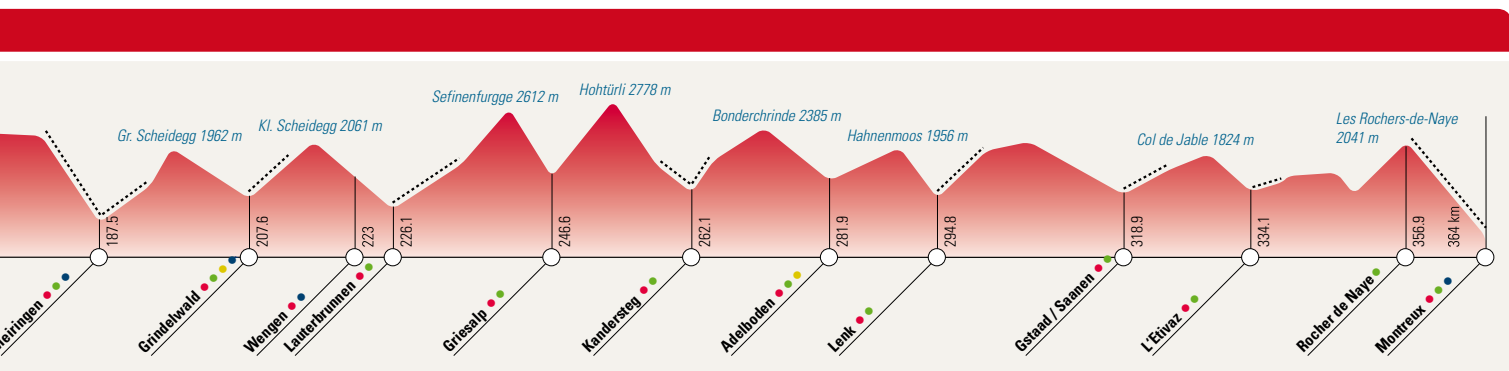 Gr. Scheidegg 1962 m
Kl. Scheidegg 2061 m
Sefinenfurgge 2612 m
Hohtürli 2778 m
Bonderchrinde 2385 m
Hahnenmoos 1956 m
Col de Jable 1824 m
Les Rochers-de-Naye
2041 m
187.5
207.6
223
226.1
246.6
262.1
281.9
294.8
318.9
334.1
356.9
364 km
eiringen
Grindelwald
Wengen
Lauterbrunnen
Griesalp
Kandersteg
Adelboden
Lenk
Gstaad / Saanen
L'Etivaz
Rocher de Naye
Montreux